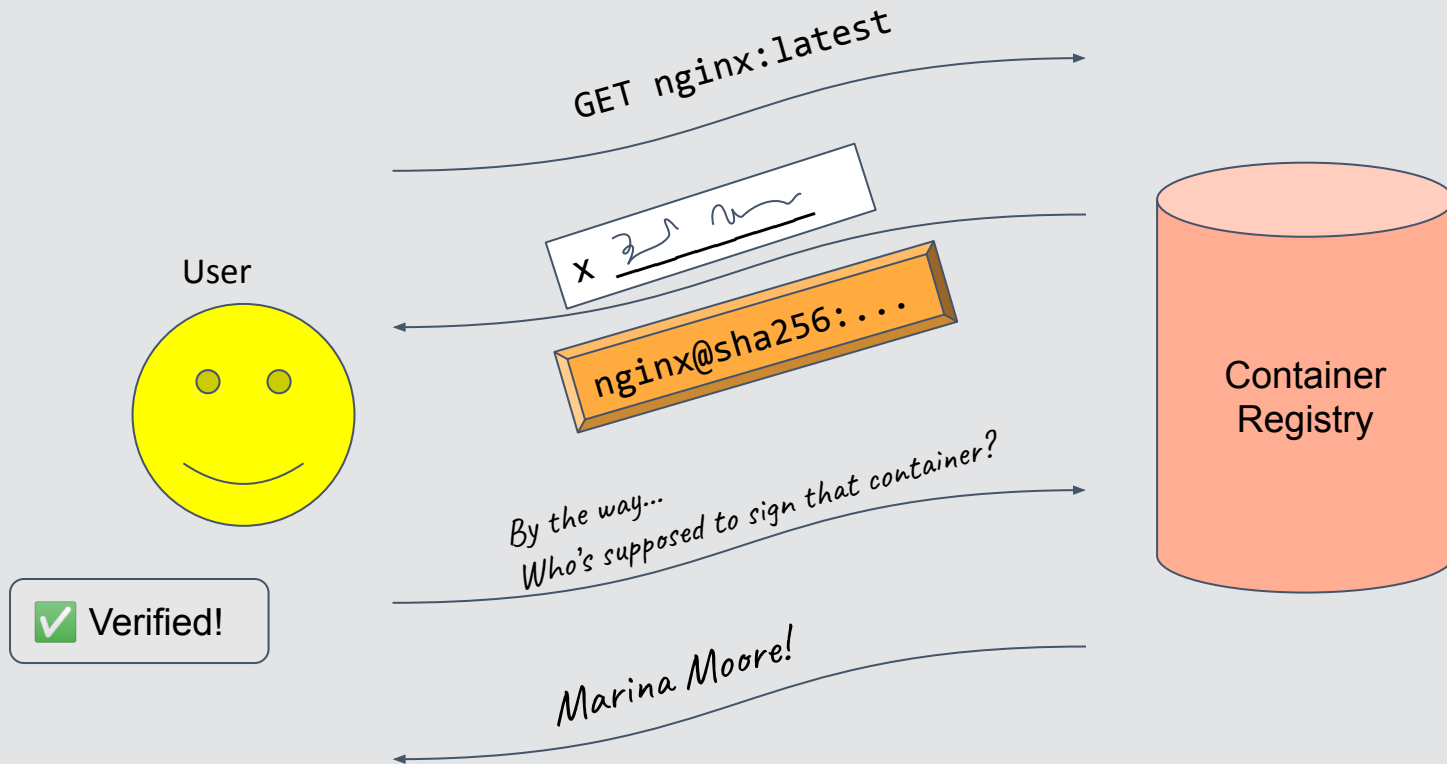 GET nginx:latest
x
User
nginx@sha256:...
Container
Registry
By the way...
Who's supposed to sign that container?
✅ Verified!
Marina Moore!